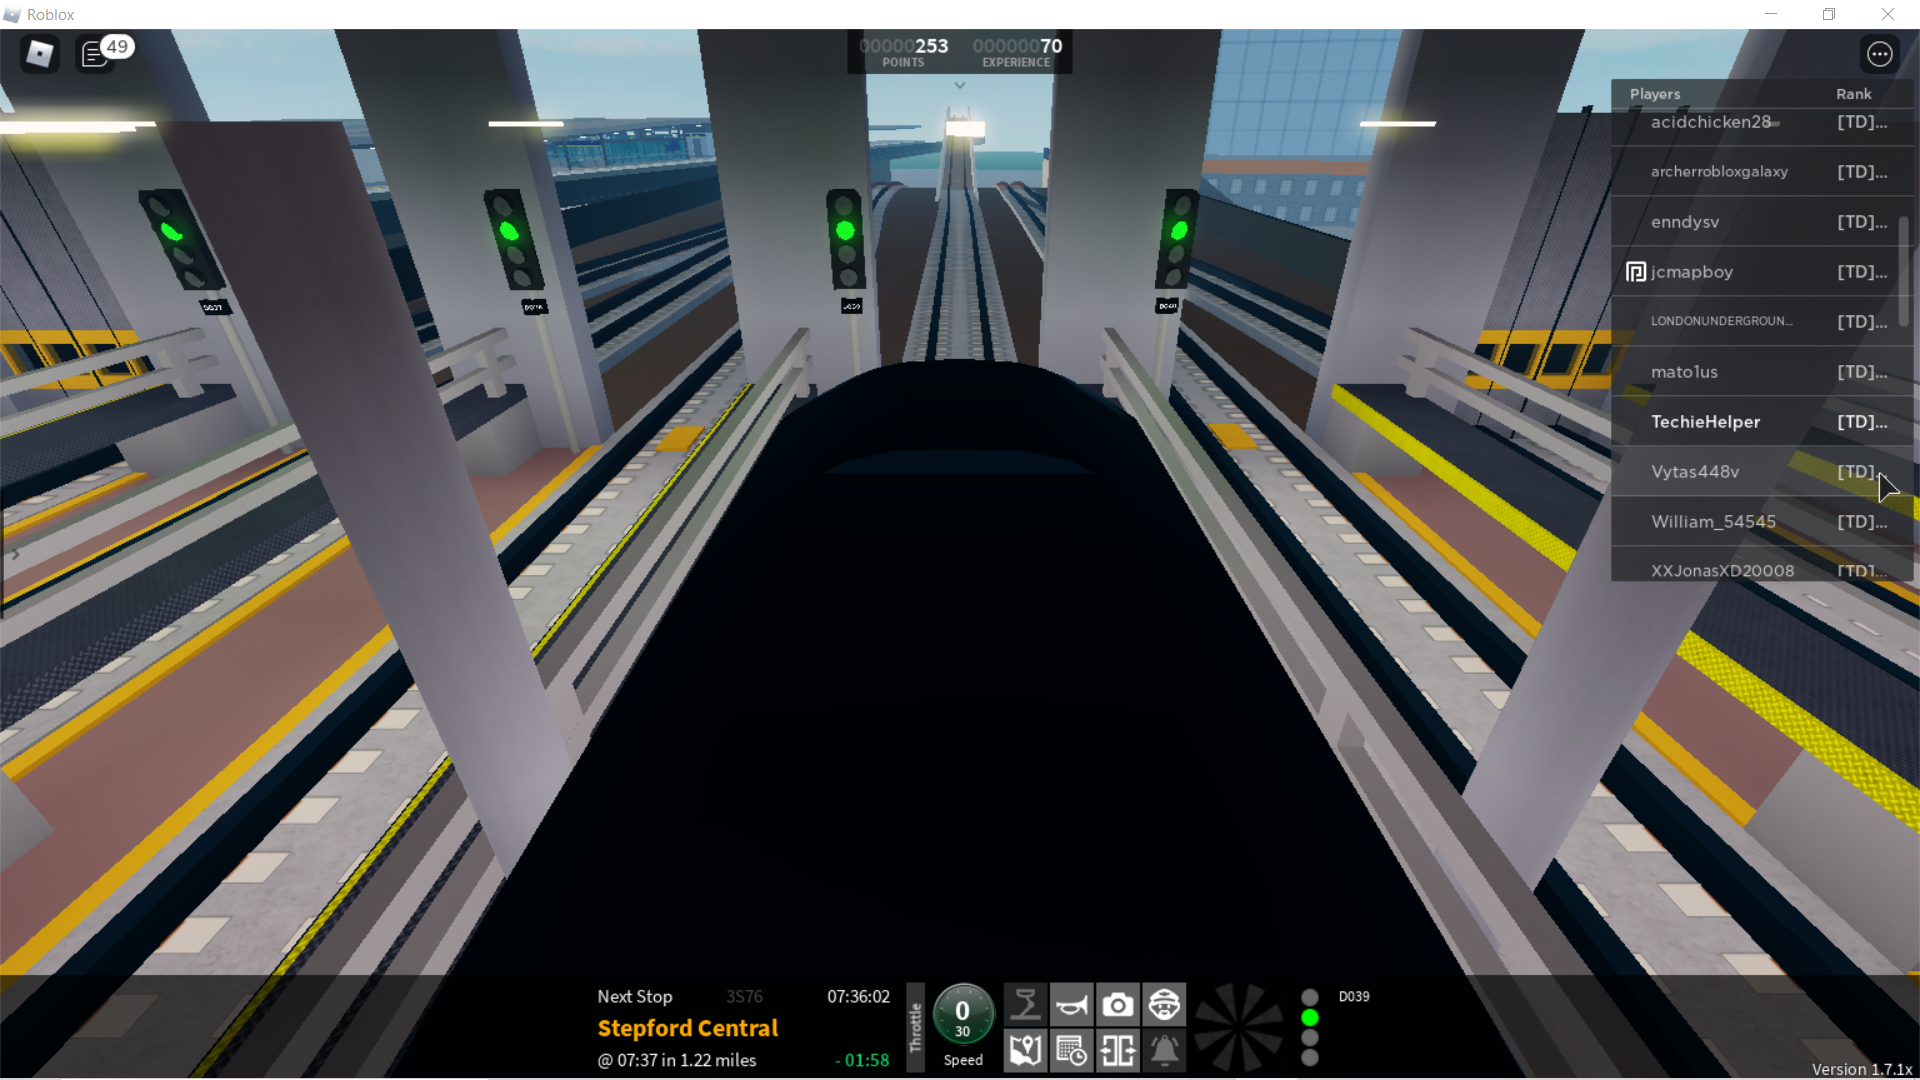 Roblox
49
00000253 000000070
POINTS EXPERIENCE
Players Rank
acidchicken28 [TD]...
archerrobloxgalaxy [TD]...
enndysv [TD]...
jcmapboy [TD]...
LONDONUNDERGROUN... [TD]...
mato1us [TD]...
TechieHelper [TD]...
Vytas448v [TD]...
William_54545 [TD]...
XXJonasXD20008 [TD]...
Next Stop 3S76 07:36:02
Stepford Central
@ 07:37 in 1.22 miles - 01:58
Throttle
0
30
Speed
D039
Version 1.7.1x